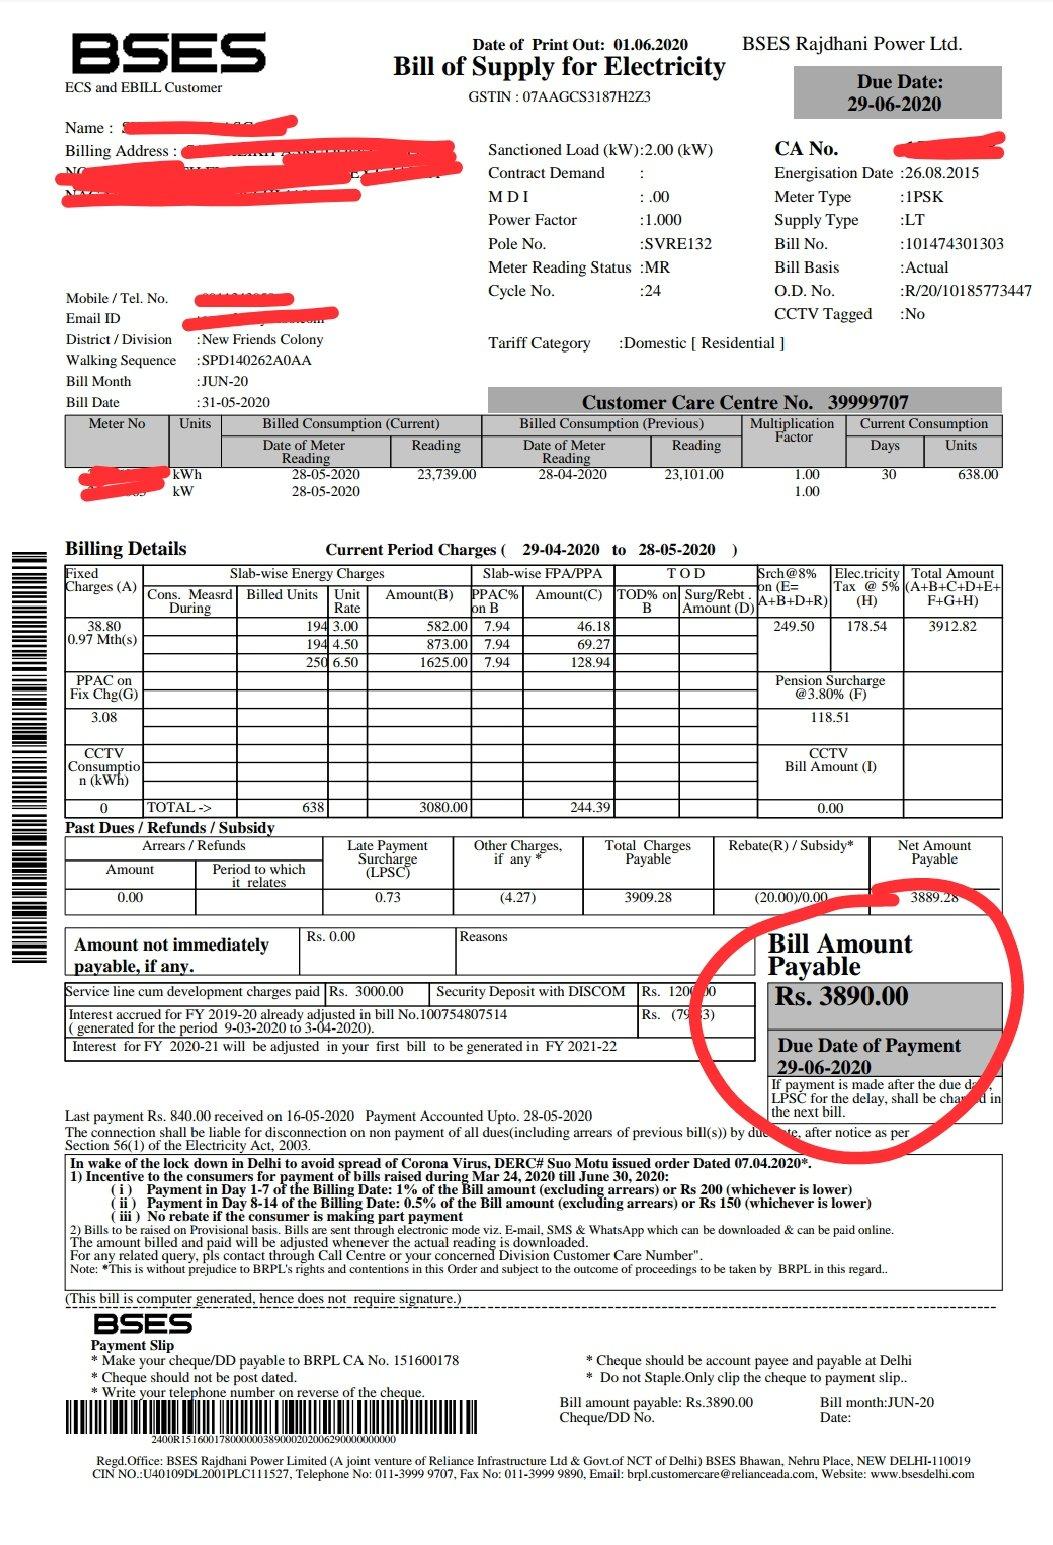 BSES
ECS and EBILL Customer
Date of Print Out: 01.06.2020
Bill of Supply for Electricity
GSTIN : 07AAGCS3187H2Z3
BSES Rajdhani Power Ltd.
Due Date:
29-06-2020
Name :
Billing Address :
Sanctioned Load (kW):2.00 (kW)
Contract Demand :
M D I : .00
Power Factor :1.000
Pole No. :SVRE132
Meter Reading Status :MR
Cycle No. :24
CA No.
Energisation Date :26.08.2015
Meter Type :1PSK
Supply Type :LT
Bill No. :101474301303
Bill Basis :Actual
O.D. No. :R/20/10185773447
CCTV Tagged :No
Mobile / Tel. No.
Email ID
District / Division :New Friends Colony
Walking Sequence :SPD140262A0AA
Bill Month :JUN-20
Bill Date :31-05-2020
Tariff Category :Domestic [ Residential ]
Customer Care Centre No. 39999707
Meter No Units Billed Consumption (Current) Billed Consumption (Previous) Multiplication Factor Current Consumption
Date of Meter Reading Reading Date of Meter Reading Reading Days Units
kWh 28-05-2020 23,739.00 28-04-2020 23,101.00 1.00 30 638.00
kW 28-05-2020 1.00
Billing Details Current Period Charges ( 29-04-2020 to 28-05-2020 )
Fixed Charges (A) Slab-wise Energy Charges Slab-wise FPA/PPA T O D Srch@8% on (E= A+B+D+R) Elec.tricity Tax @ 5% (H) Total Amount (A+B+C+D+E+ F+G+H)
Cons. Measrd During Billed Units Unit Rate Amount(B) PPAC% on B Amount(C) TOD% on B Surg/Rebt . Amount (D)
38.80 194 3.00 582.00 7.94 46.18 249.50 178.54 3912.82
0.97 Mth(s) 194 4.50 873.00 7.94 69.27
250 6.50 1625.00 7.94 128.94
PPAC on Fix Chg(G) Pension Surcharge @3.80% (F)
3.08 118.51
CCTV Consumptio n (kWh) CCTV Bill Amount (I)
0 TOTAL -> 638 3080.00 244.39 0.00
Past Dues / Refunds / Subsidy
Arrears / Refunds Late Payment Surcharge (LPSC) Other Charges, if any * Total Charges Payable Rebate(R) / Subsidy* Net Amount Payable
Amount Period to which it relates
0.00 0.73 (4.27) 3909.28 (20.00)/0.00 3889.28
Amount not immediately payable, if any. Rs. 0.00 Reasons
Bill Amount
Payable
Rs. 3890.00
Due Date of Payment
29-06-2020
If payment is made after the due date,
LPSC for the delay, shall be charged in
the next bill.
Service line cum development charges paid Rs. 3000.00 Security Deposit with DISCOM Rs. 1200.00
Interest accrued for FY 2019-20 already adjusted in bill No.100754807514 Rs.
( generated for the period 9-03-2020 to 3-04-2020).
Interest for FY 2020-21 will be adjusted in your first bill to be generated in FY 2021-22
Last payment Rs. 840.00 received on 16-05-2020 Payment Accounted Upto. 28-05-2020
The connection shall be liable for disconnection on non payment of all dues(including arrears of previous bill(s)) by due date, after notice as per
Section 56(1) of the Electricity Act, 2003.
In wake of the lock down in Delhi to avoid spread of Corona Virus, DERC# Suo Motu issued order Dated 07.04.2020*.
1) Incentive to the consumers for payment of bills raised during Mar 24, 2020 till June 30, 2020:
( i ) Payment in Day 1-7 of the Billing Date: 1% of the Bill amount (excluding arrears) or Rs 200 (whichever is lower)
( ii ) Payment in Day 8-14 of the Billing Date: 0.5% of the Bill amount (excluding arrears) or Rs 150 (whichever is lower)
( iii ) No rebate if the consumer is making part payment
2) Bills to be raised on Provisional basis. Bills are sent through electronic mode viz. E-mail, SMS & WhatsApp which can be downloaded & can be paid online.
The amount billed and paid will be adjusted whenever the actual reading is downloaded.
For any related query, pls contact through Call Centre or your concerned Division Customer Care Number".
Note: *This is without prejudice to BRPL's rights and contentions in this Order and subject to the outcome of proceedings to be taken by BRPL in this regard..
(This bill is computer generated, hence does not require signature.)
BSES
Payment Slip
* Make your cheque/DD payable to BRPL CA No. 151600178
* Cheque should not be post dated.
* Write your telephone number on reverse of the cheque.
* Cheque should be account payee and payable at Delhi
* Do not Staple.Only clip the cheque to payment slip..
2400R15160017800000038900020200629000000000
Bill amount payable: Rs.3890.00 Bill month:JUN-20
Cheque/DD No. Date:
Regd.Office: BSES Rajdhani Power Limited (A joint venture of Reliance Infrastructure Ltd & Govt.of NCT of Delhi) BSES Bhawan, Nehru Place, NEW DELHI-110019
CIN NO.:U40109DL2001PLC111527, Telephone No: 011-3999 9707, Fax No: 011-3999 9890, Email: brpl.customercare@relianceada.com, Website: www.bsesdelhi.com